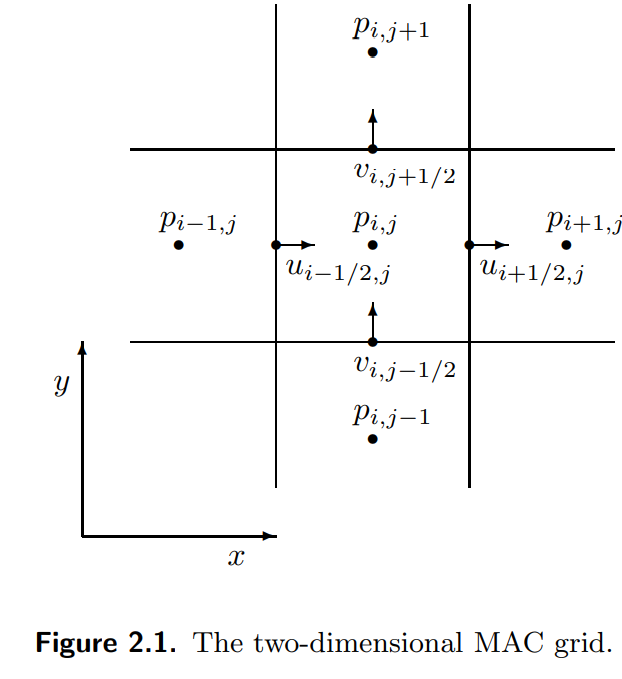 p_{i,j+1}
v_{i,j+1/2}
p_{i−1,j} p_{i,j} p_{i+1,j}
u_{i−1/2,j} u_{i+1/2,j}
v_{i,j−1/2}
y
p_{i,j−1}
x
Figure 2.1. The two-dimensional MAC grid.